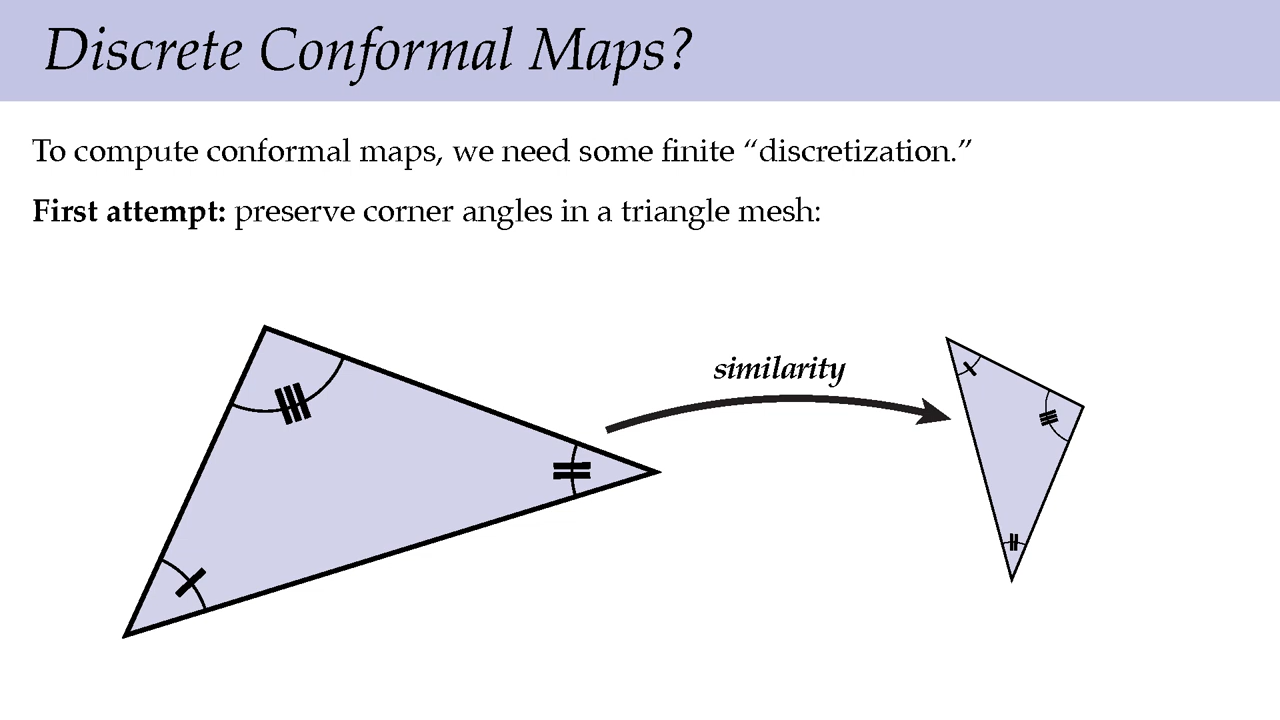 Discrete Conformal Maps?
To compute conformal maps, we need some finite “discretization.”
First attempt: preserve corner angles in a triangle mesh:
similarity